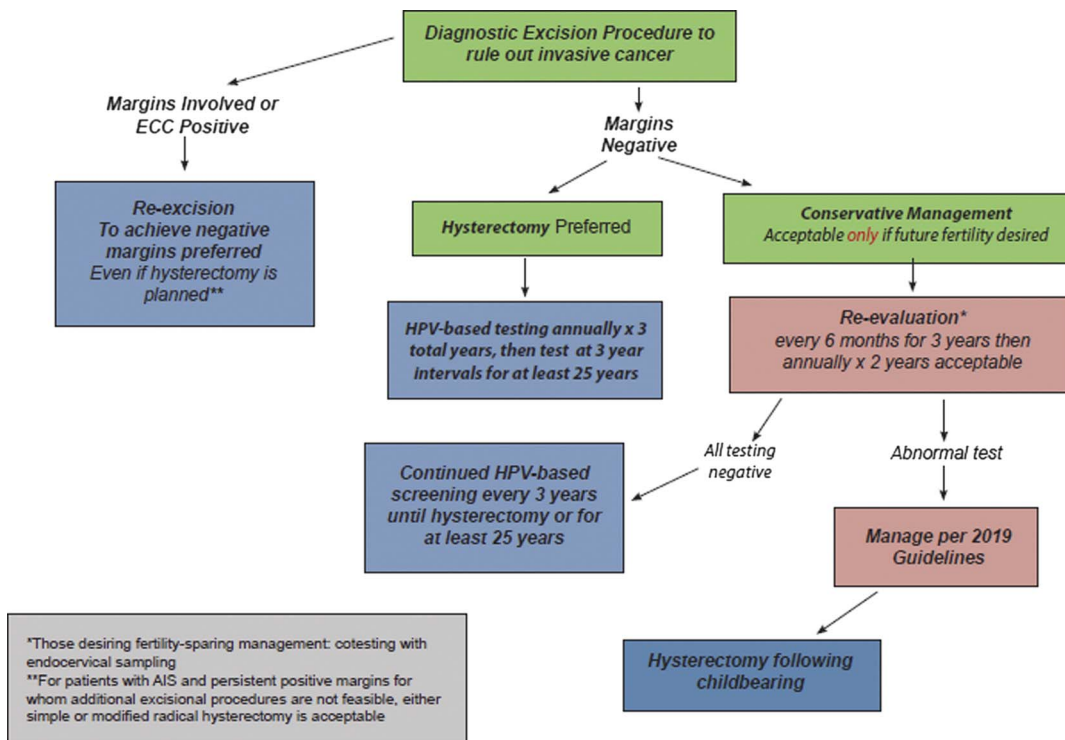 Diagnostic Excision Procedure to
rule out invasive cancer
Margins Involved or
ECC Positive
Margins
Negative
Re-excision
To achieve negative
margins preferred
Even if hysterectomy is
planned**
Hysterectomy Preferred
Conservative Management
Acceptable only if future fertility desired
HPV-based testing annually x 3
total years, then test at 3 year
intervals for at least 25 years
Re-evaluation*
every 6 months for 3 years then
annually x 2 years acceptable
All testing
negative
Abnormal test
Continued HPV-based
screening every 3 years
until hysterectomy or for
at least 25 years
Manage per 2019
Guidelines
Hysterectomy following
childbearing
*Those desiring fertility-sparing management: cotesting with
endocervical sampling
**For patients with AIS and persistent positive margins for
whom additional excisional procedures are not feasible, either
simple or modified radical hysterectomy is acceptable